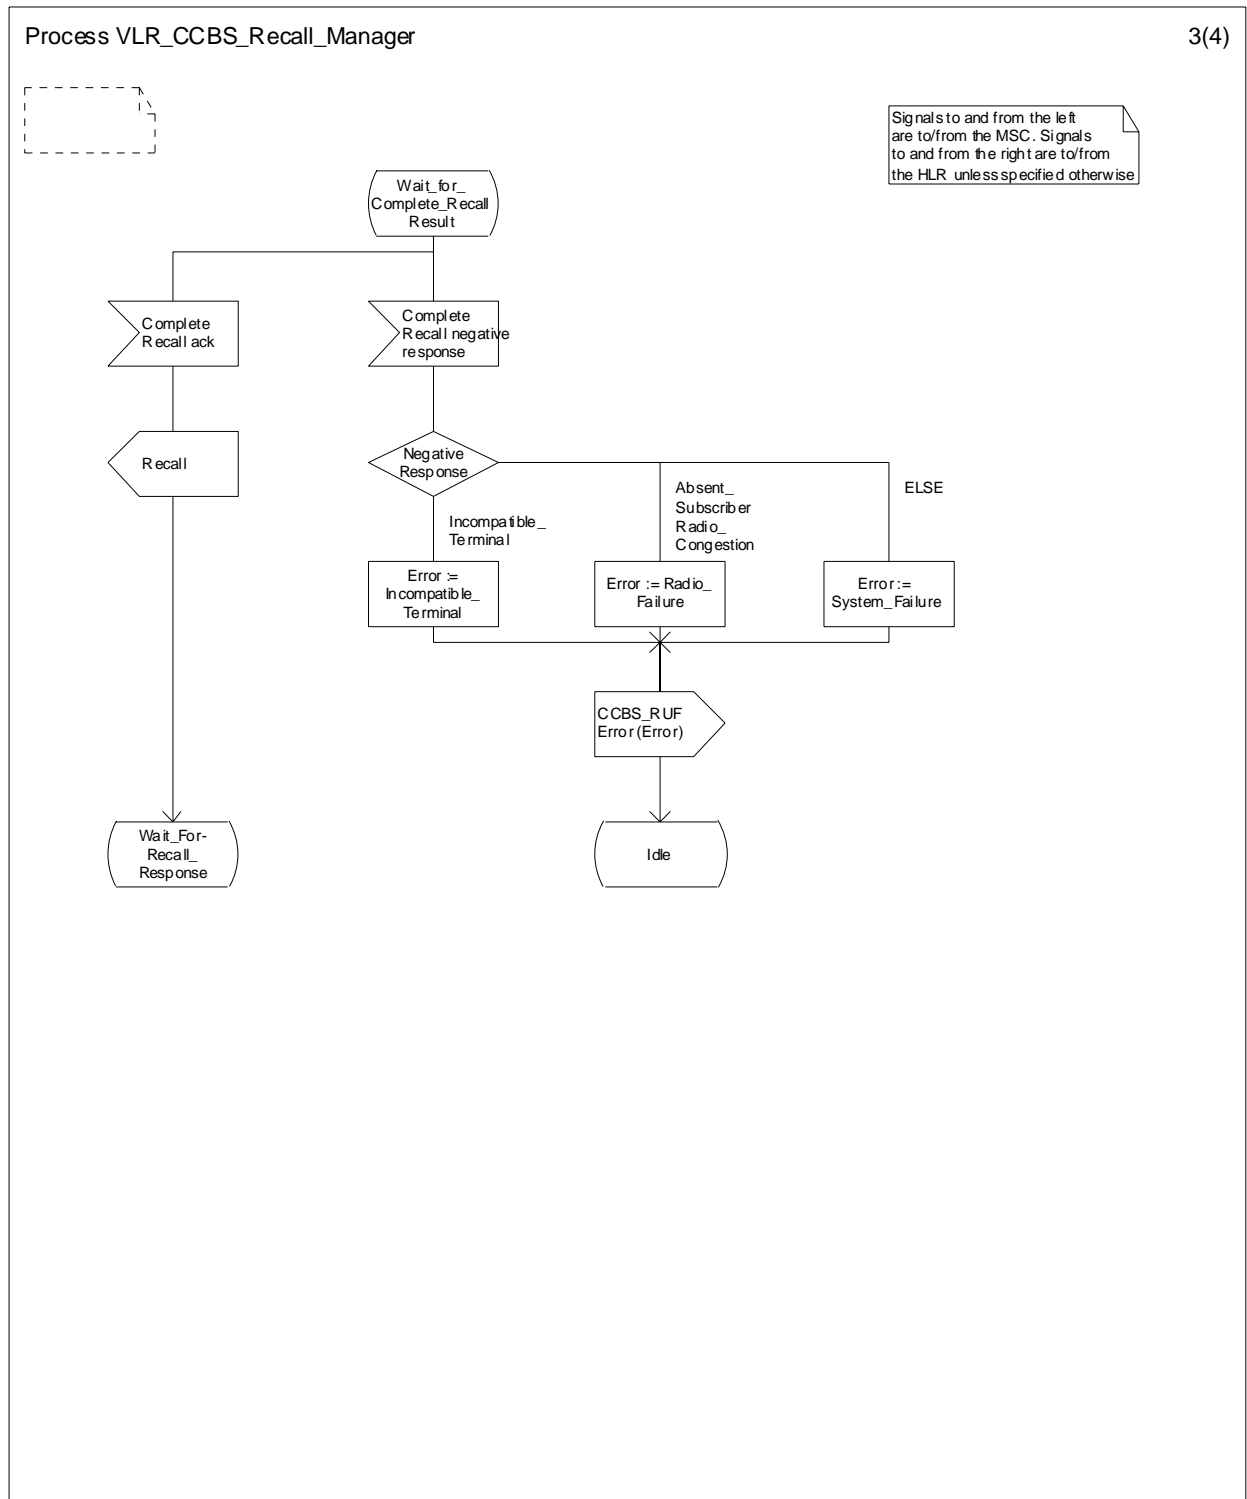 Process VLR_CCBS_Recall_Manager
3(4)
Signals to and from the left
are to/from the MSC. Signals
to and from the right are to/from
the HLR unless specified otherwise
Wait_for_
Complete_Recall
Result
Complete
Recall ack
Complete
Recall negative
response
Recall
Negative
Response
Incompatible_
Terminal
Absent_
Subscriber
Radio_
Congestion
ELSE
Error :=
Incompatible_
Terminal
Error := Radio_
Failure
Error :=
System_Failure
CCBS_RUF
Error (Error)
Wait_For-
Recall_
Response
Idle